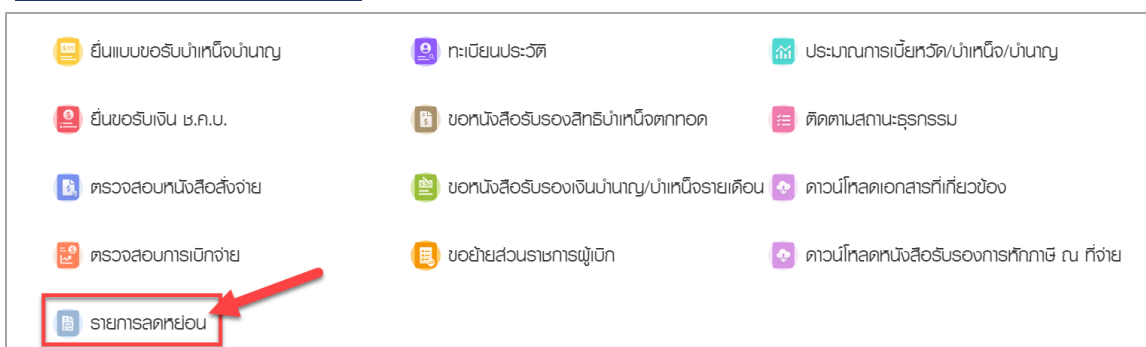 ยื่นแบบขอรับบำเหน็จบำนาญ
ทะเบียนประวัติ
ประมาณการเบี้ยหวัด/บำเหน็จ/บำนาญ
ยื่นขอรับเงิน ช.ค.บ.
ขอหนังสือรับรองสิทธิบำเหน็จตกทอด
ติดตามสถานะธุรกรรม
ตรวจสอบหนังสือสั่งจ่าย
ขอหนังสือรับรองเงินบำนาญ/บำเหน็จรายเดือน
ดาวน์โหลดเอกสารที่เกี่ยวข้อง
ตรวจสอบการเบิกจ่าย
ขอย้ายส่วนราชการผู้เบิก
ดาวน์โหลดหนังสือรับรองการหักภาษี ณ ที่จ่าย
รายการลดหย่อน